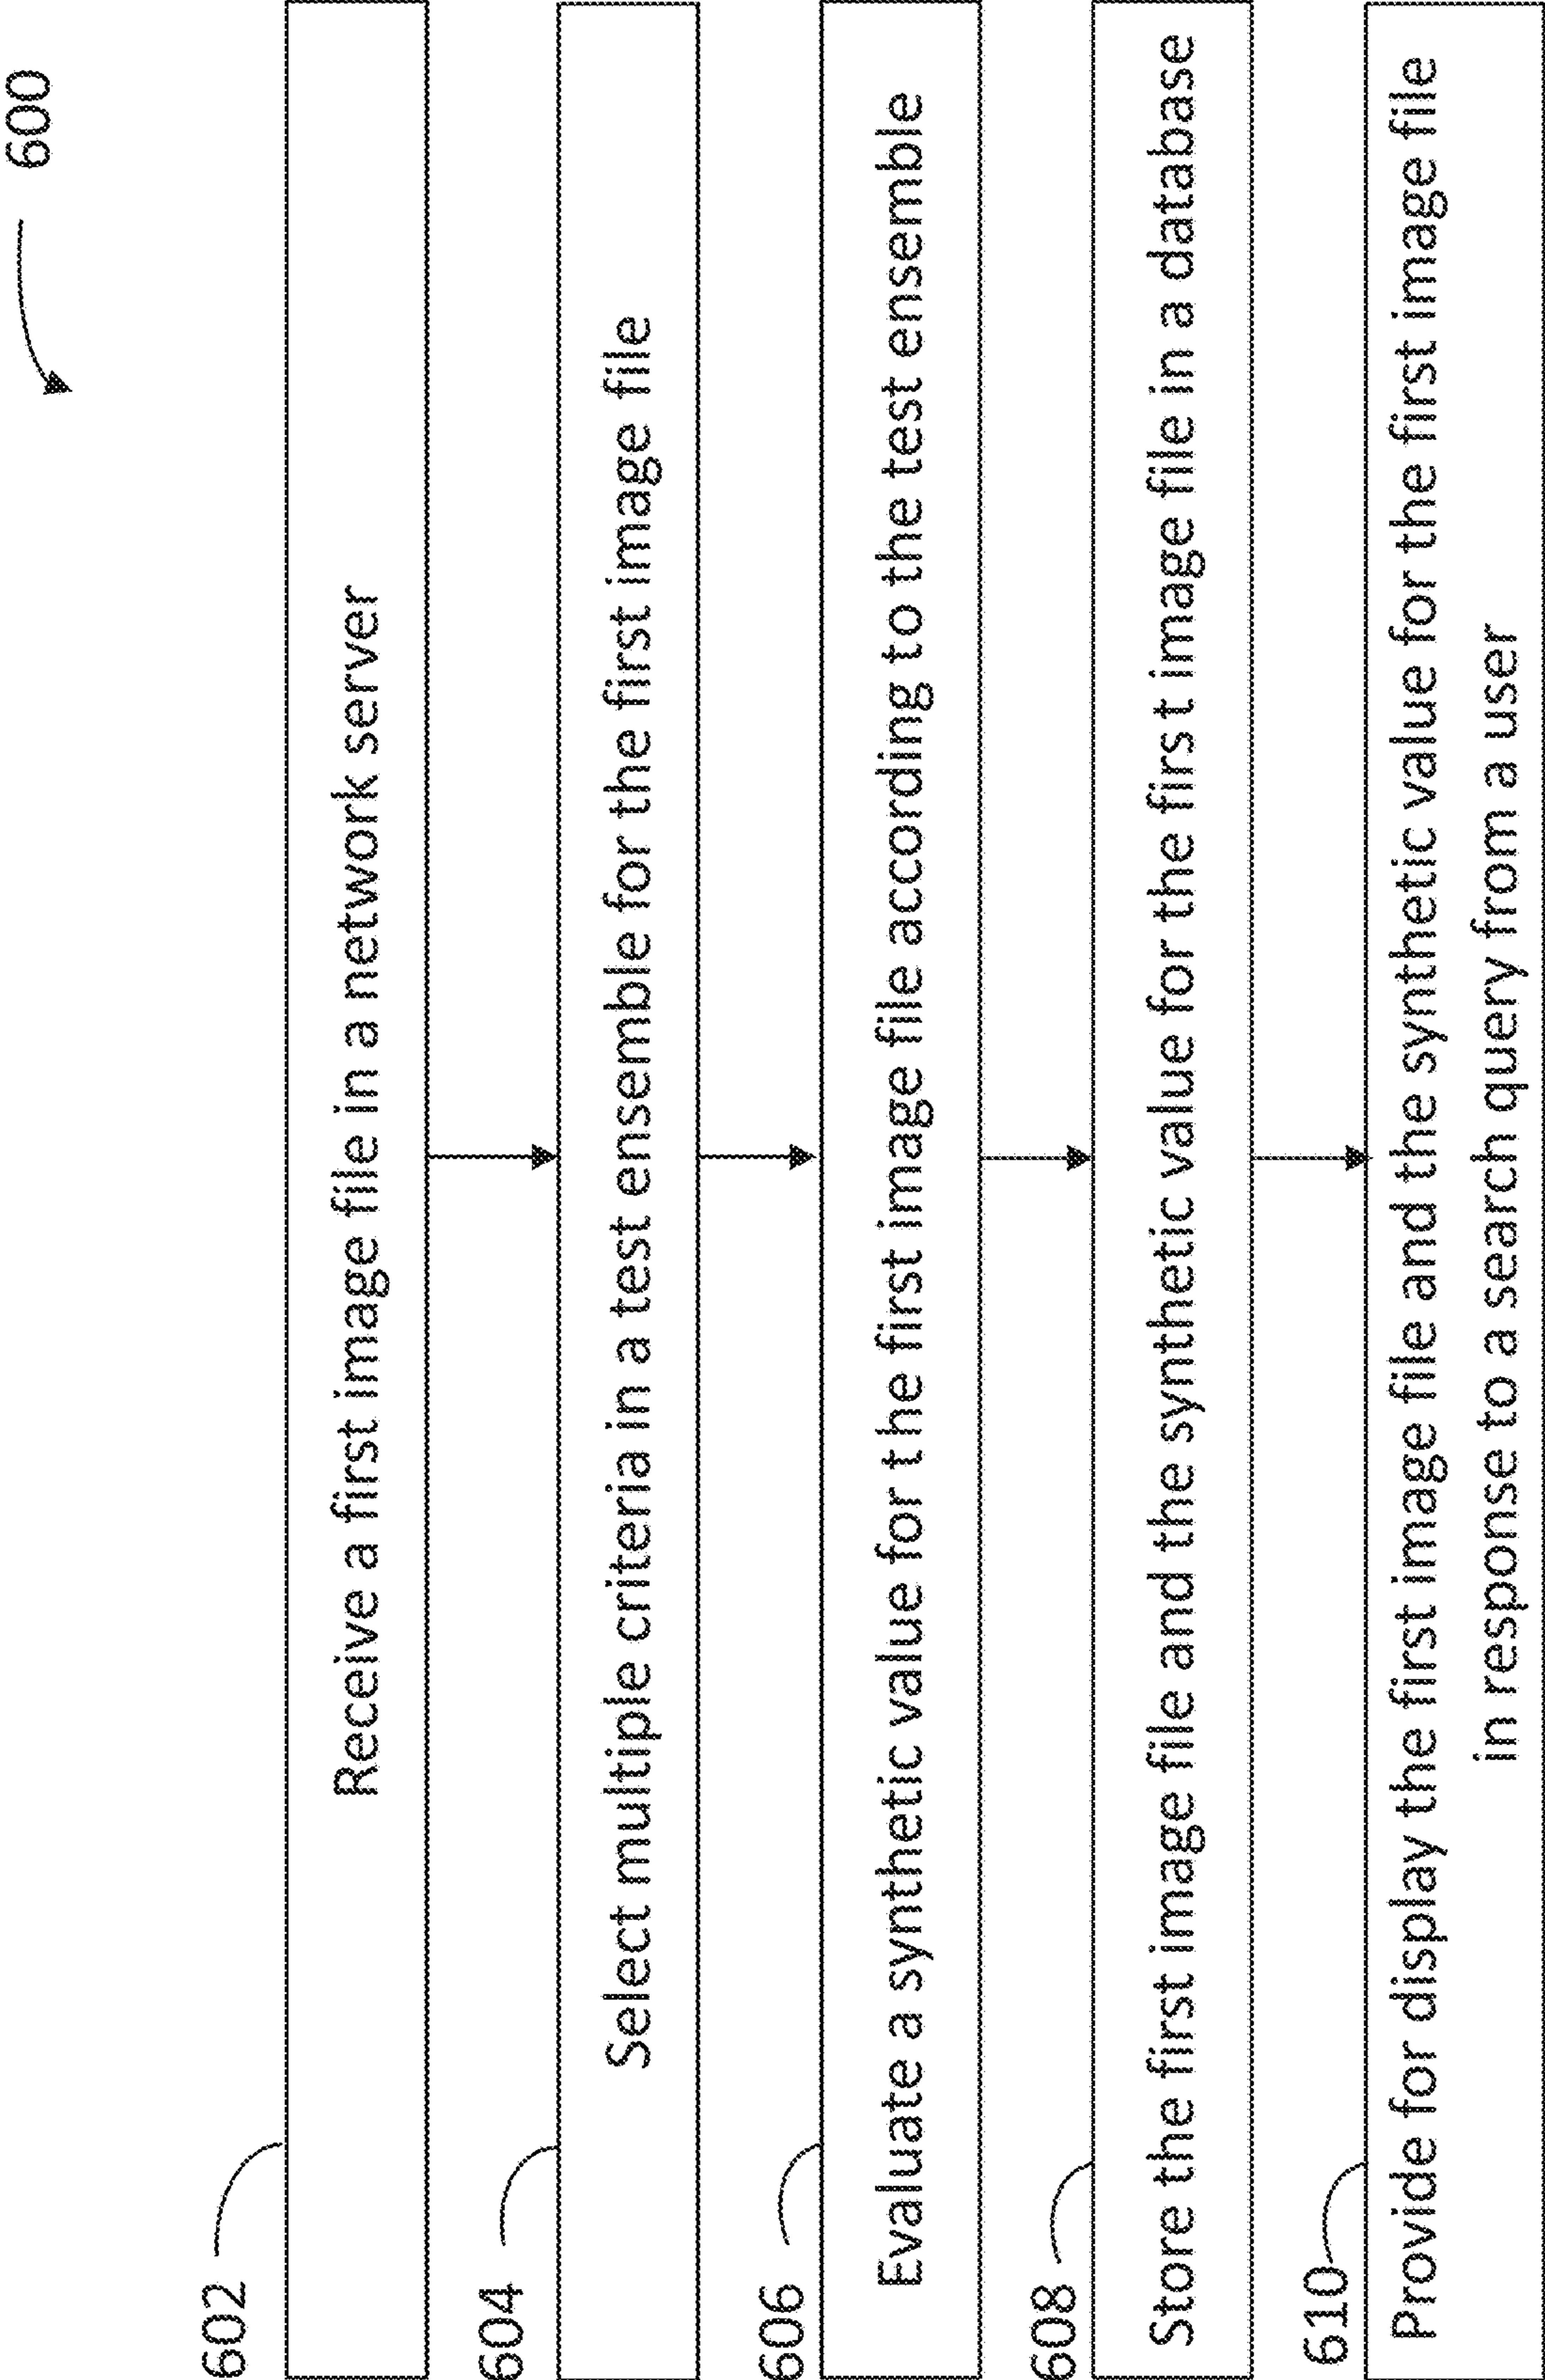 600
602
Receive a first image file in a network server
604
Select multiple criteria in a test ensemble for the first image file
606
Evaluate a synthetic value for the first image file according to the test ensemble
608
Store the first image file and the synthetic value for the first image file in a database
610
Provide for display the first image file and the synthetic value for the first image file
in response to a search query from a user